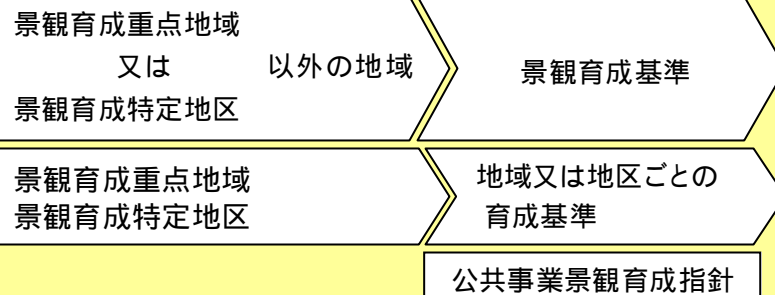 景観育成重点地域
又は 以外の地域
景観育成特定地区
景観育成基準
景観育成重点地域
景観育成特定地区
地域又は地区ごとの
育成基準
公共事業景観育成指針